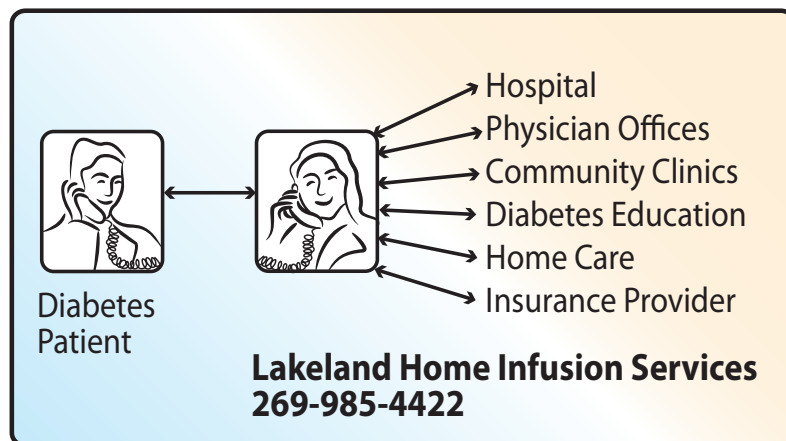 Hospital
Physician Offices
Community Clinics
Diabetes Education
Home Care
Insurance Provider
Diabetes
Patient
Lakeland Home Infusion Services
269-985-4422